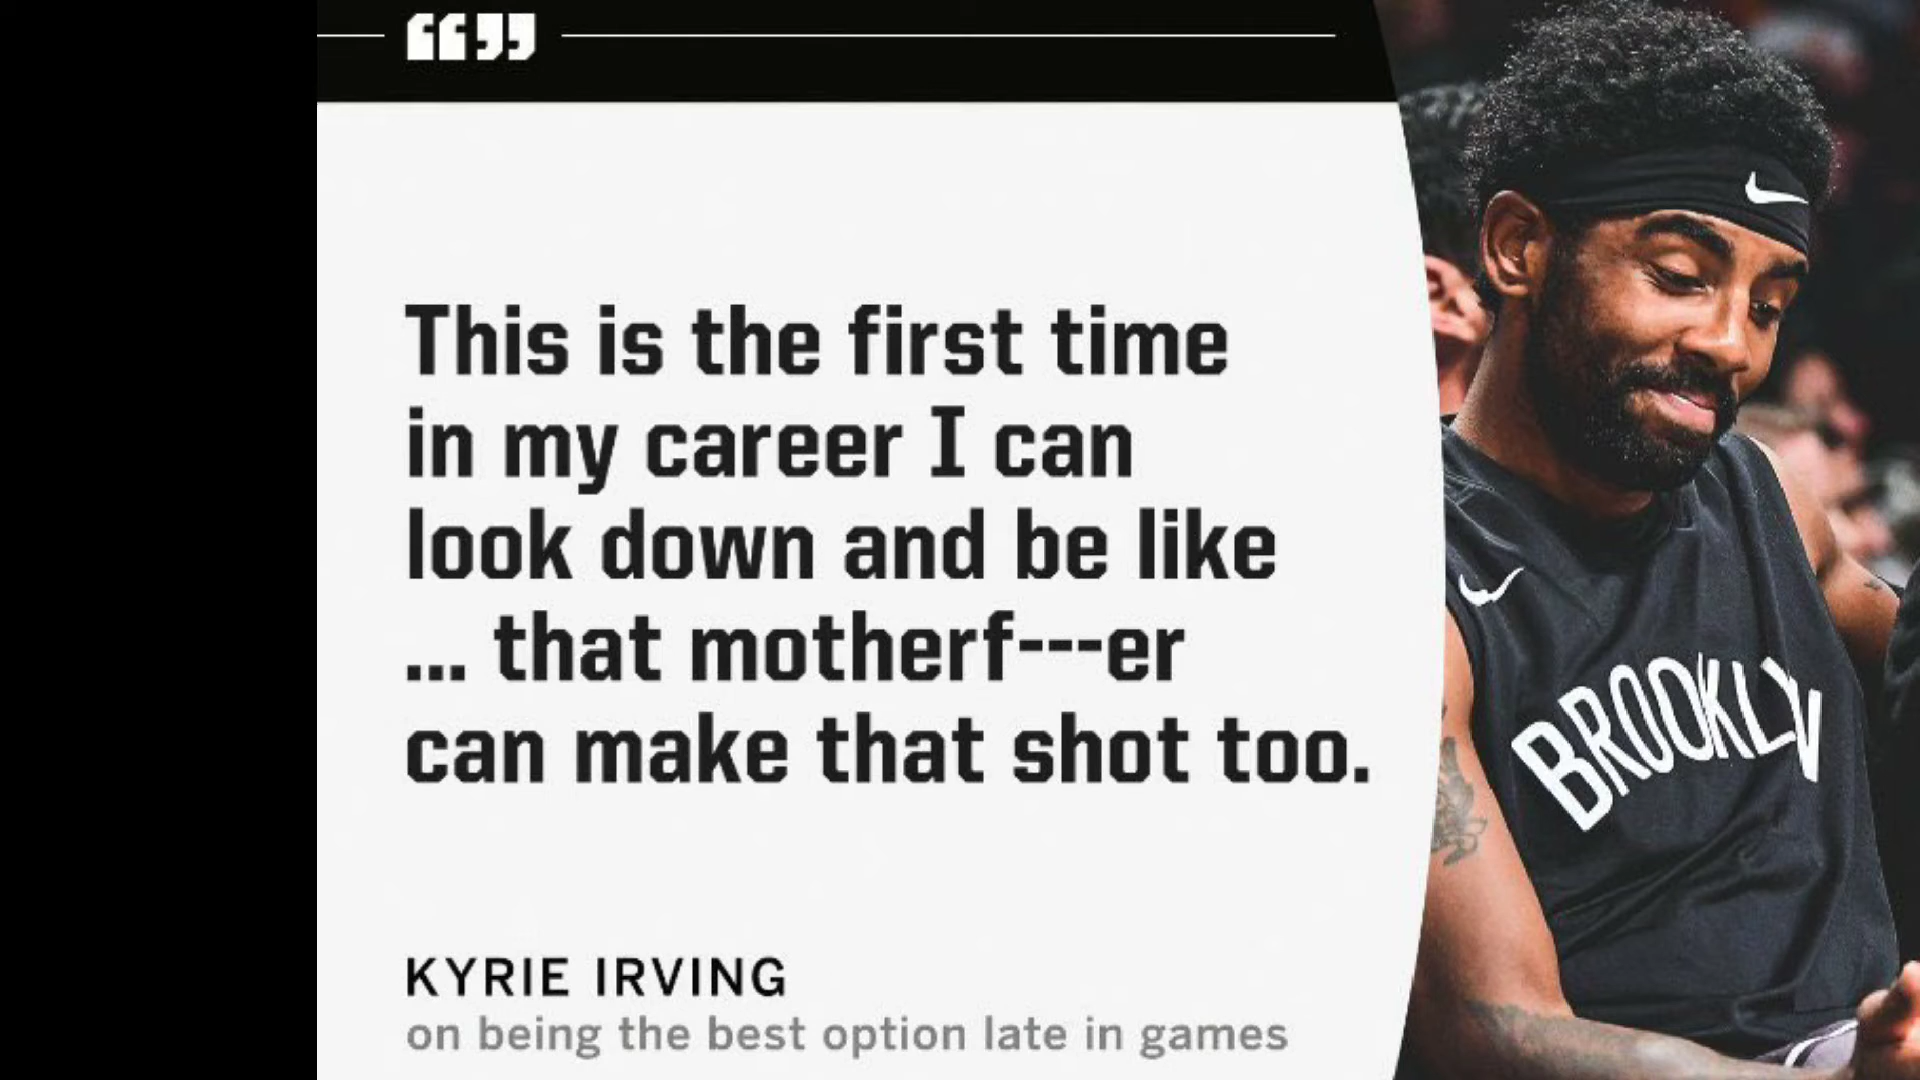 ““””
This is the first time
in my career I can
look down and be like
... that motherf---er
can make that shot too.
KYRIE IRVING
on being the best option late in games
BROOKLYN